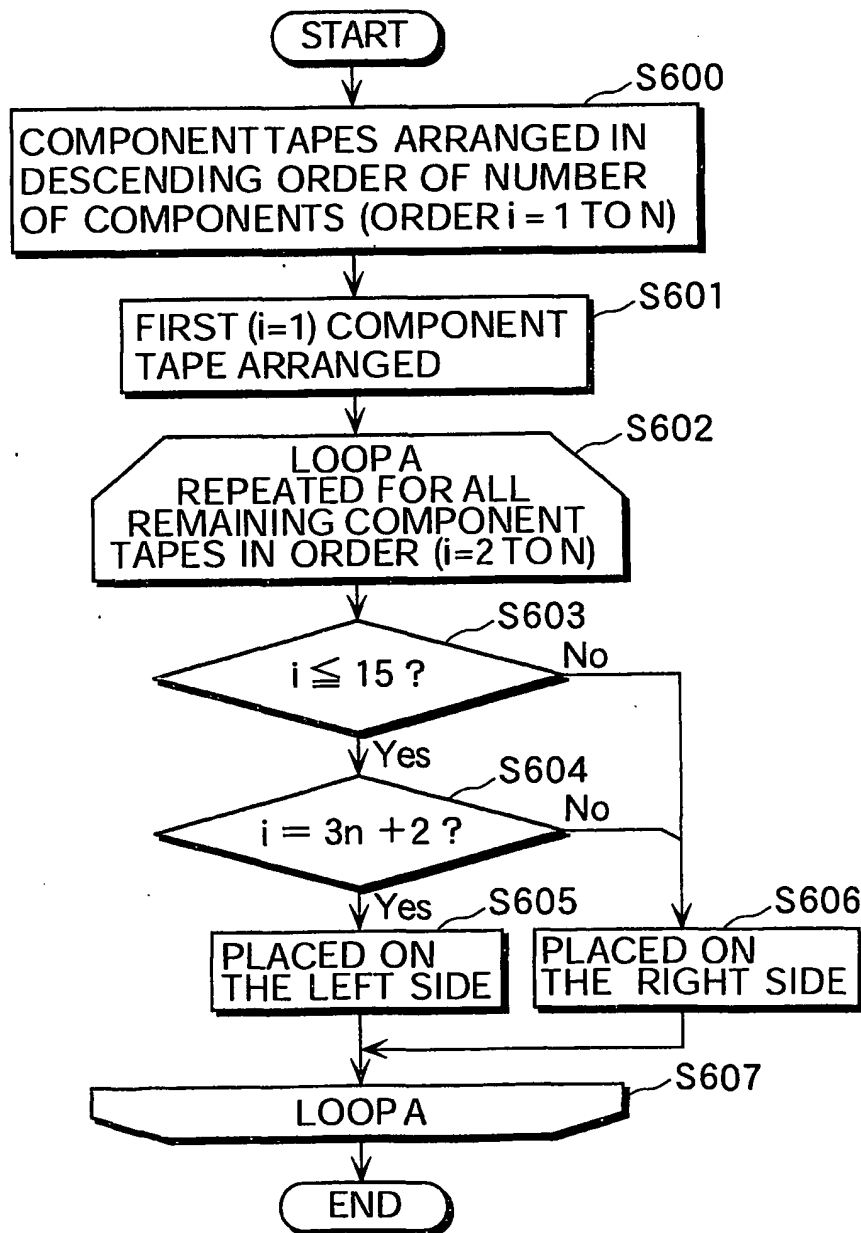 START
S600
COMPONENT TAPES ARRANGED IN
DESCENDING ORDER OF NUMBER
OF COMPONENTS (ORDER i = 1 TO N)
S601
FIRST (i=1) COMPONENT
TAPE ARRANGED
S602
LOOP A
REPEATED FOR ALL
REMAINING COMPONENT
TAPES IN ORDER (i=2 TO N)
S603
i ≦ 15 ?
No
Yes
S604
i = 3n +2 ?
No
Yes
S605
PLACED ON
THE LEFT SIDE
S606
PLACED ON
THE RIGHT SIDE
S607
LOOP A
END